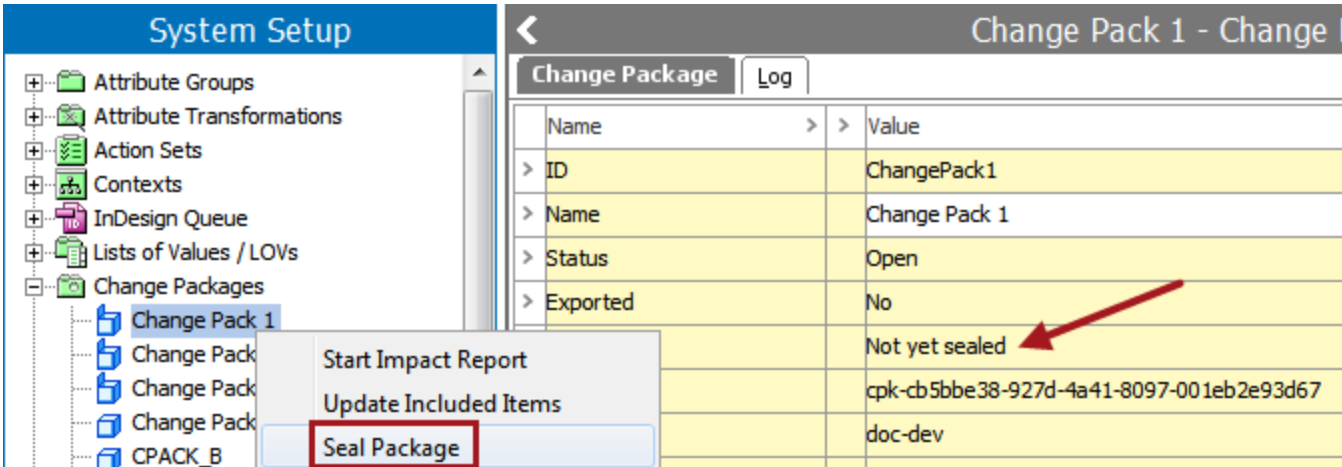 System Setup
Attribute Groups
Attribute Transformations
Action Sets
Contexts
InDesign Queue
Lists of Values / LOVs
Change Packages
Change Pack 1
Change Pack
Change Pack
Change Pack
CPACK_B
Start Impact Report
Update Included Items
Seal Package
Change Pack 1 - Change
Change Package
Log
Name > > Value
> ID ChangePack1
> Name Change Pack 1
> Status Open
> Exported No
Not yet sealed
cpk-cb5bbe38-927d-4a41-8097-001eb2e93d67
doc-dev